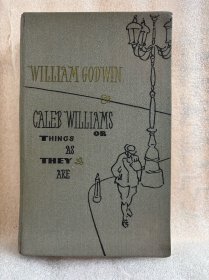 WILLIAM GODWIN
CALEB WILLIAMS
OR
THINGS
AS
THEY
ARE